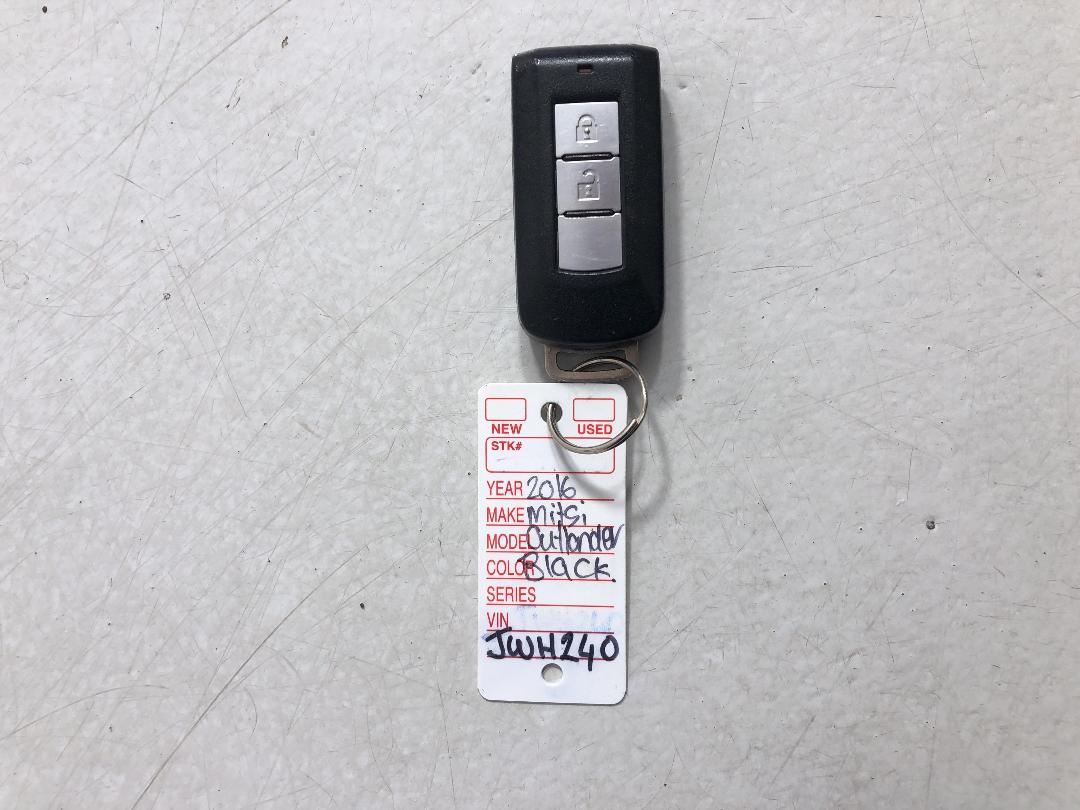 NEW USED
STK#
YEAR 2016
MAKE Mitsi
MODEL Outlander
COLOR Black.
SERIES
VIN
JWH240